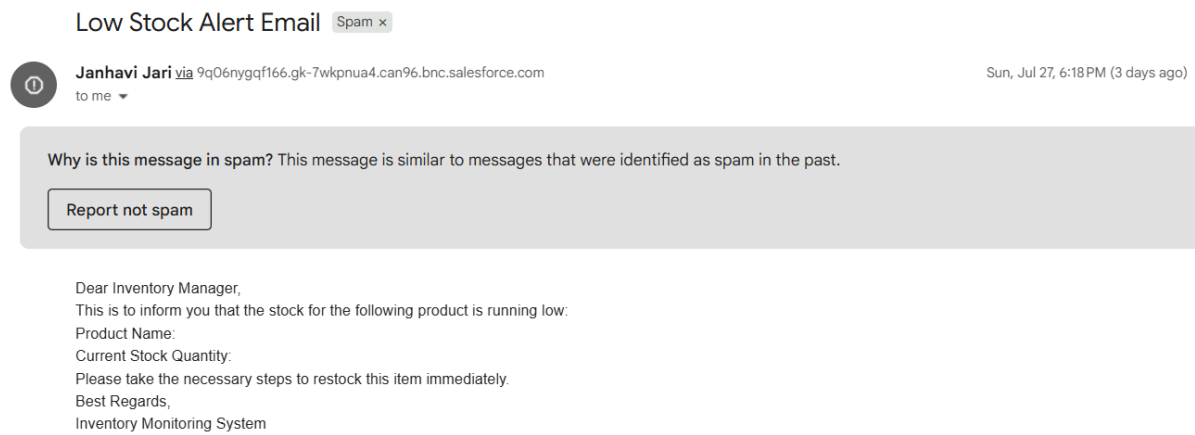 Low Stock Alert Email Spam ×
Janhavi Jari via 9q06nygqf166.gk-7wkpnua4.can96.bnc.salesforce.com Sun, Jul 27, 6:18 PM (3 days ago)
to me
Why is this message in spam? This message is similar to messages that were identified as spam in the past.
Report not spam
Dear Inventory Manager,
This is to inform you that the stock for the following product is running low:
Product Name:
Current Stock Quantity:
Please take the necessary steps to restock this item immediately.
Best Regards,
Inventory Monitoring System